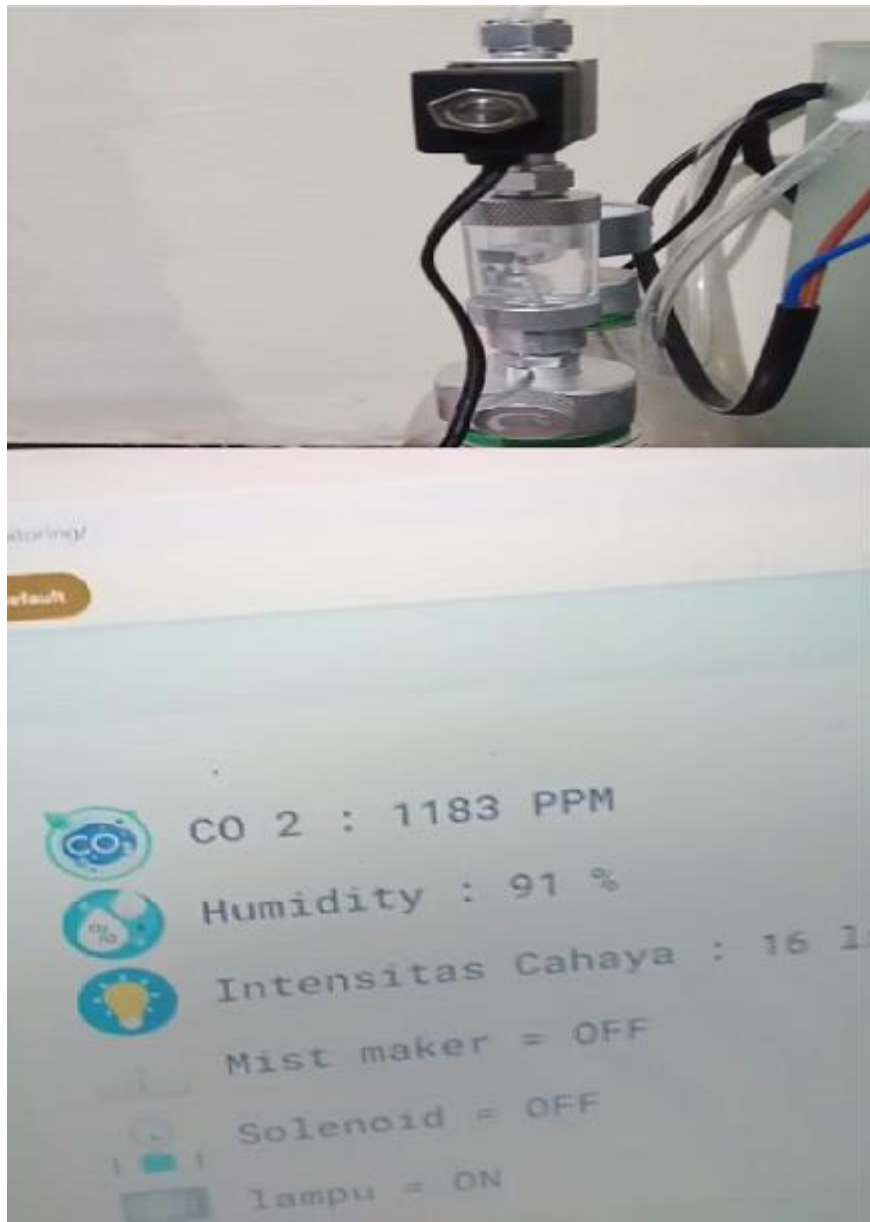 CO 2 : 1183 PPM
Humidity : 91 %
Intensitas Cahaya : 16 l
Mist maker = OFF
Solenoid = OFF
lampu = ON